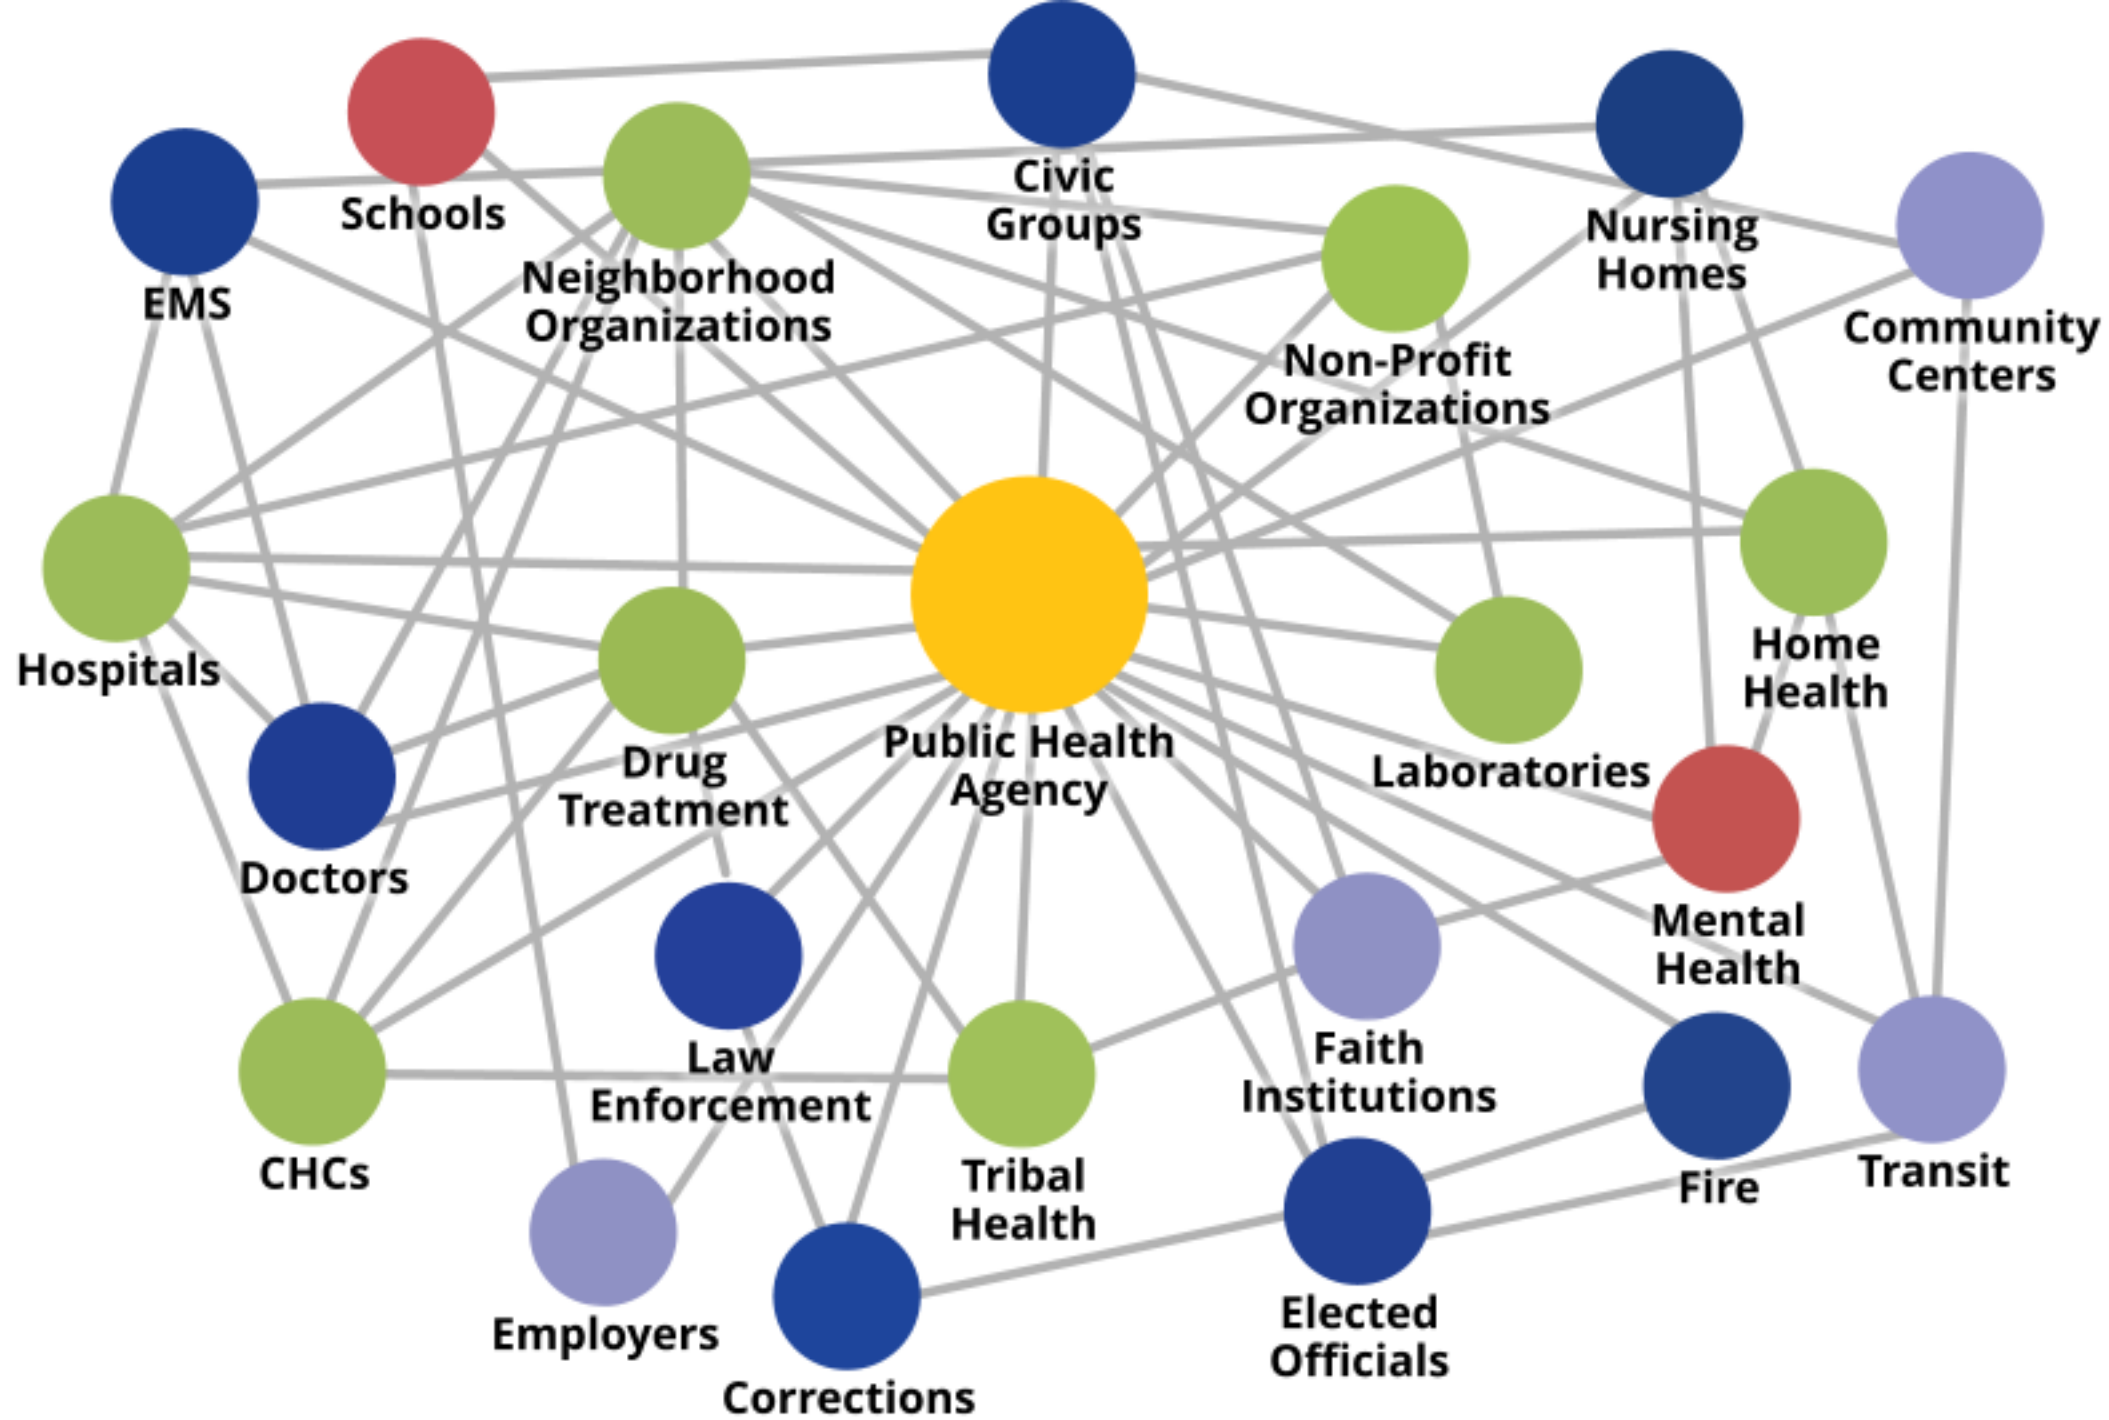 Schools
Civic
Groups
Nursing
Homes
EMS
Neighborhood
Organizations
Non-Profit
Organizations
Community
Centers
Hospitals
Drug
Treatment
Public Health
Agency
Laboratories
Home
Health
Doctors
Mental
Health
Law
Enforcement
Faith
Institutions
CHCs
Tribal
Health
Fire
Transit
Employers
Corrections
Elected
Officials